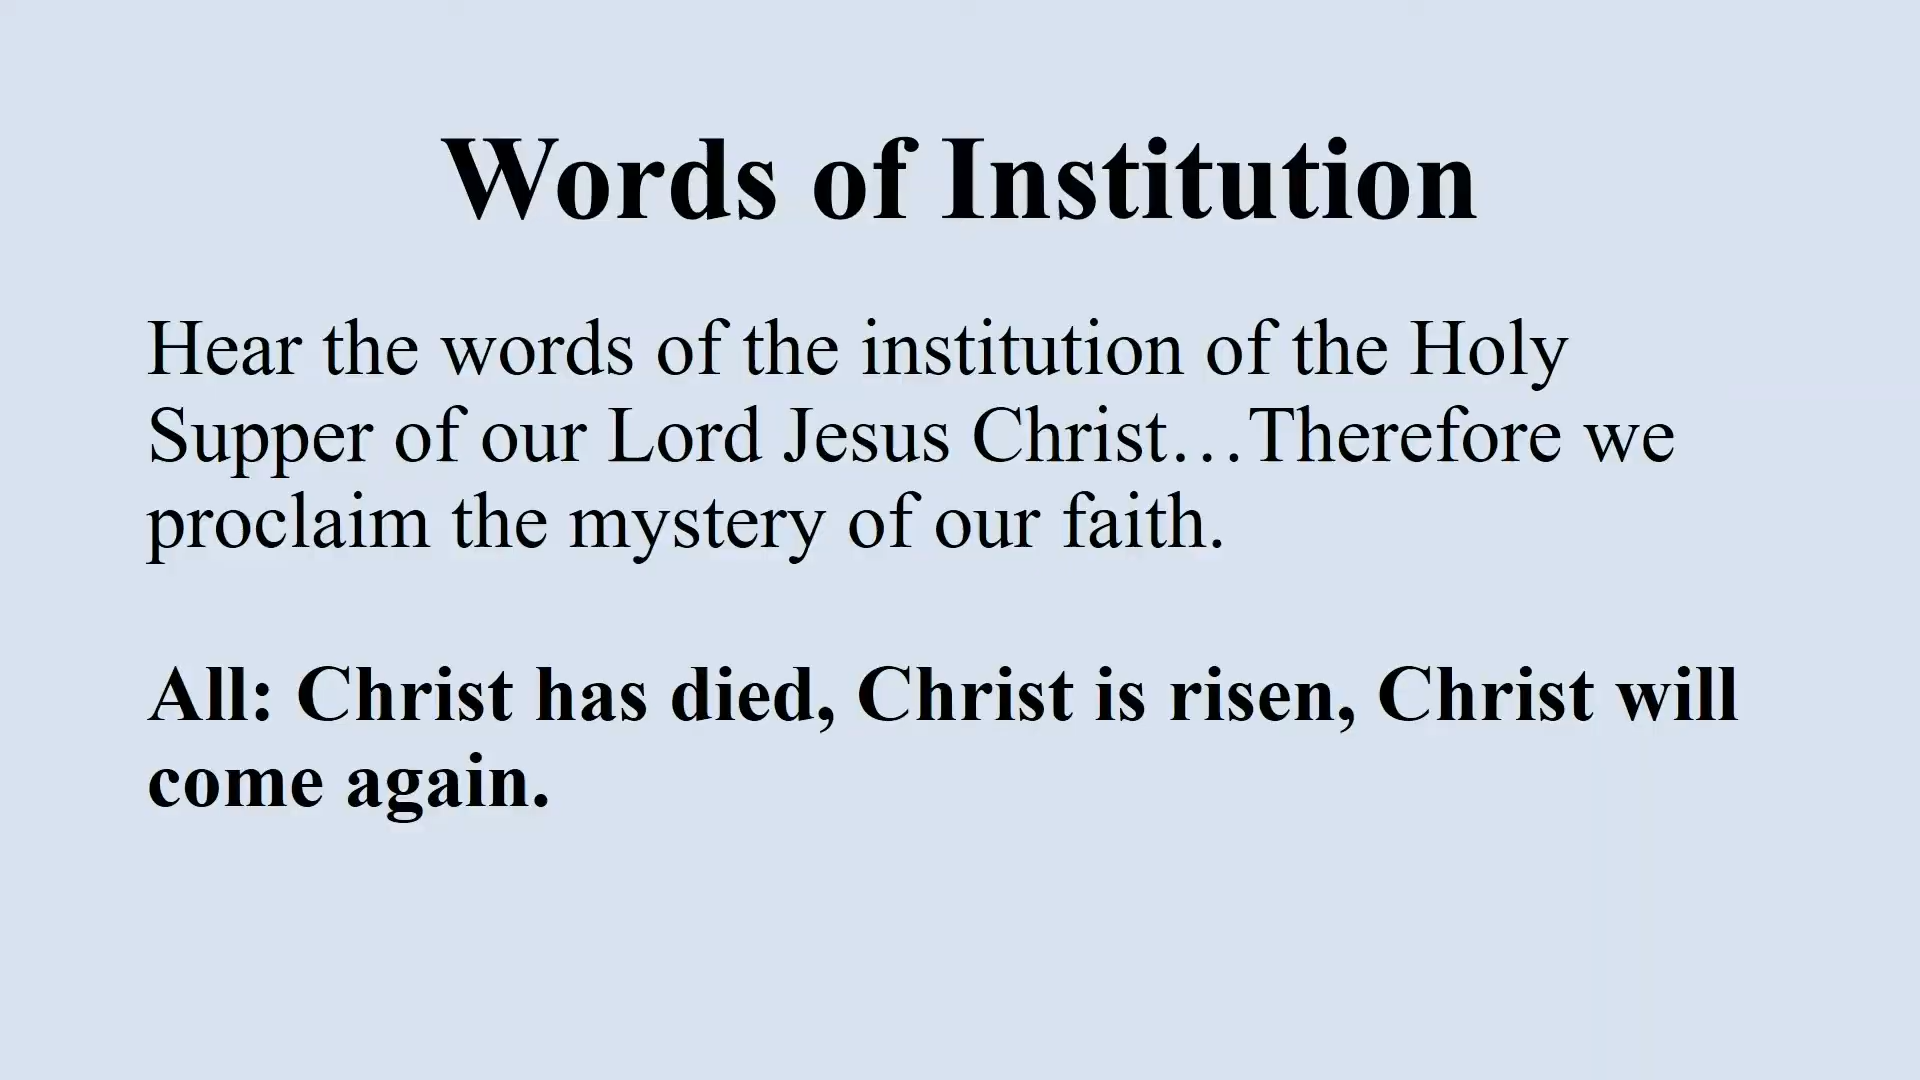 Words of Institution
Hear the words of the institution of the Holy
Supper of our Lord Jesus Christ…Therefore we
proclaim the mystery of our faith.
All: Christ has died, Christ is risen, Christ will
come again.